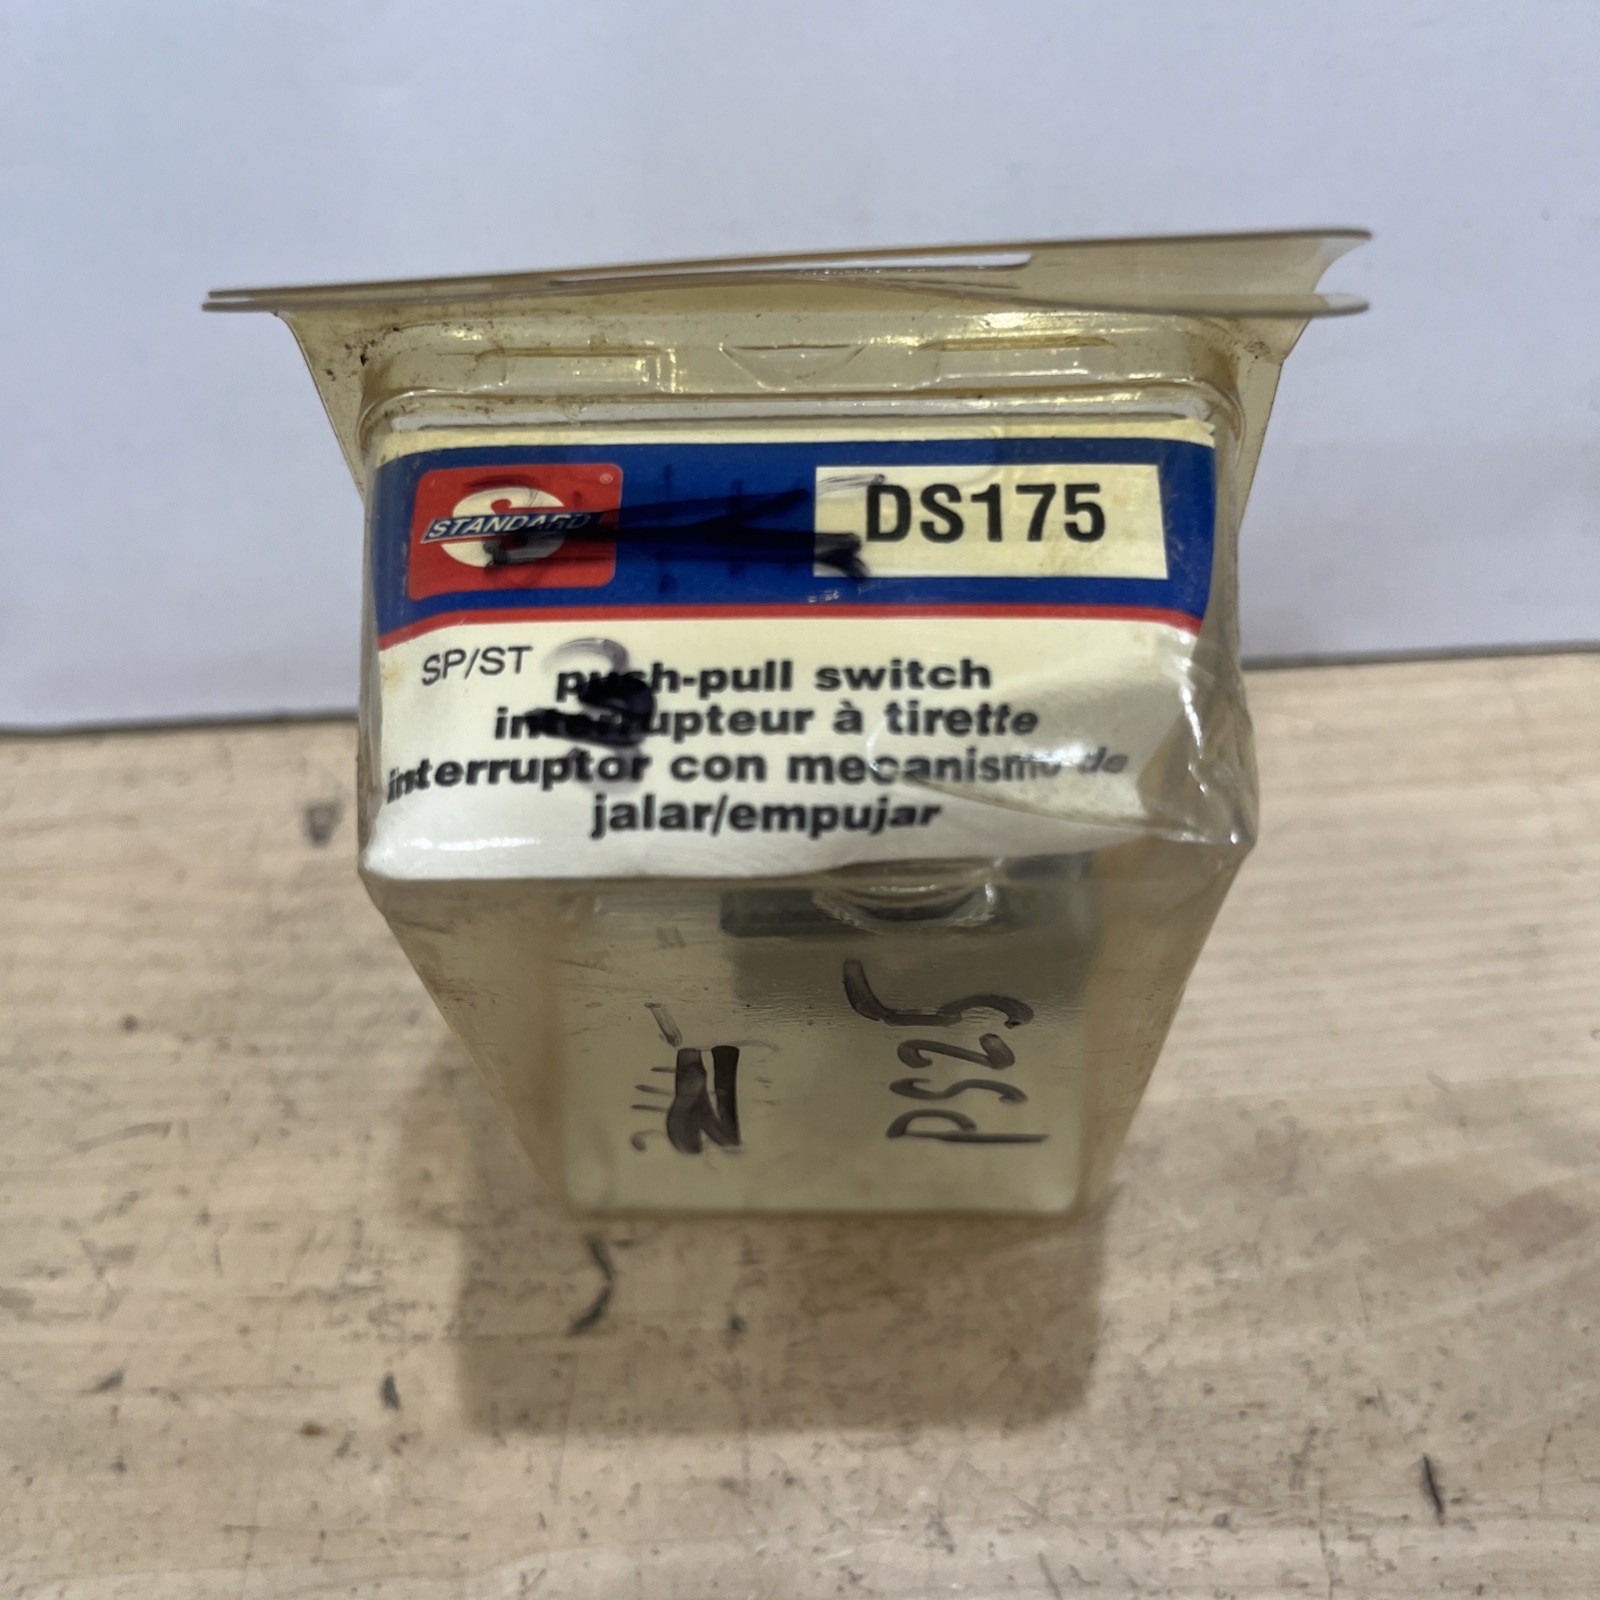 STANDARD ®
DS175
SP/ST push-pull switch
interrupteur à tirette
interruptor con mecanismo de
jalar/empujar
PS25